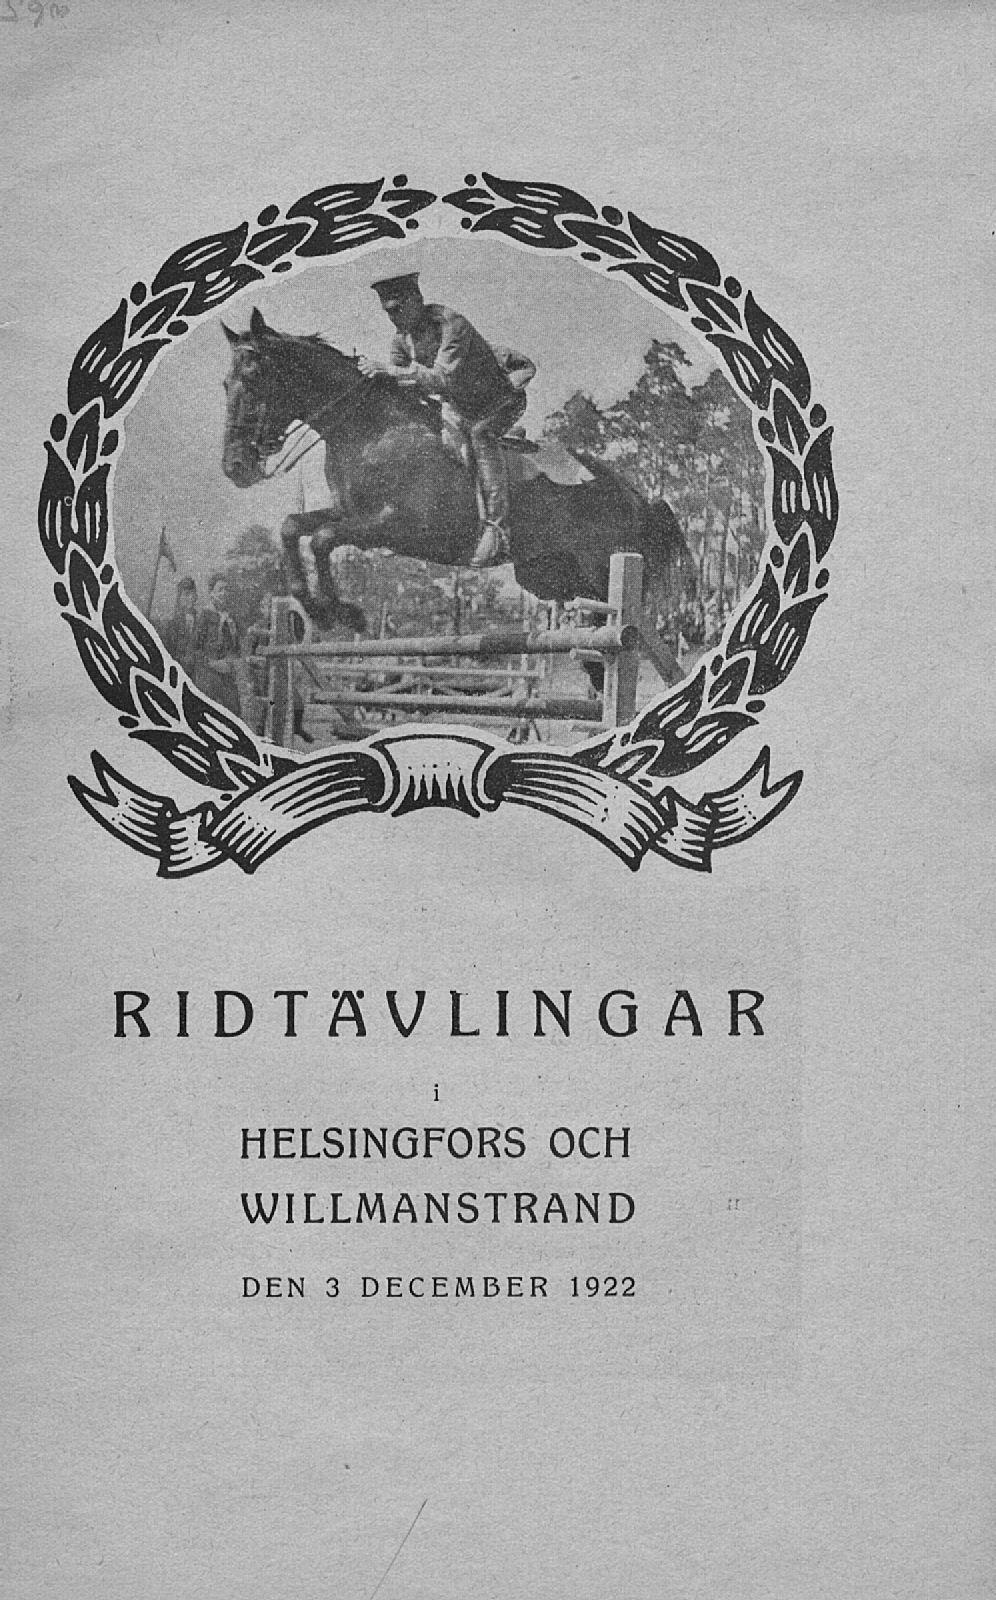 RIDTÄVLINGAR
i
HELSINGFORS OCH
WILLMANSTRAND
DEN 3 DECEMBER 1922